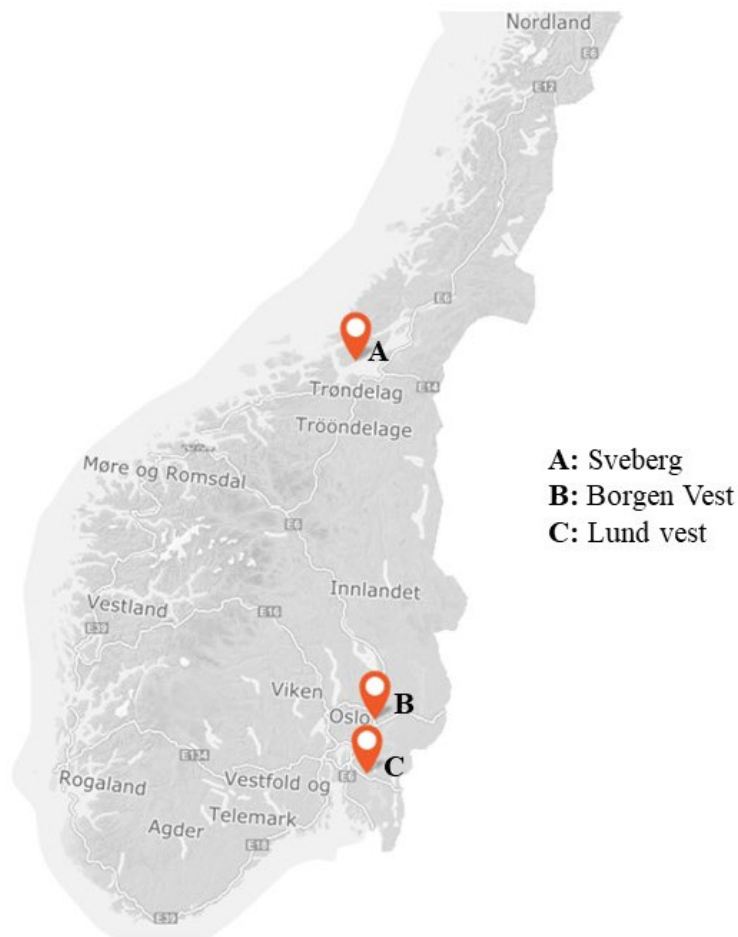 Nordland
E6
E12
E6
A
E14
Trøndelag
Trööndelage
Møre og Romsdal
E6
A: Sveberg
B: Borgen Vest
C: Lund vest
Innlandet
Vestland
E16
E39
Viken
B
Oslo
C
E134
E6
Rogaland
Vestfold og
Telemark
Agder
E18
E39